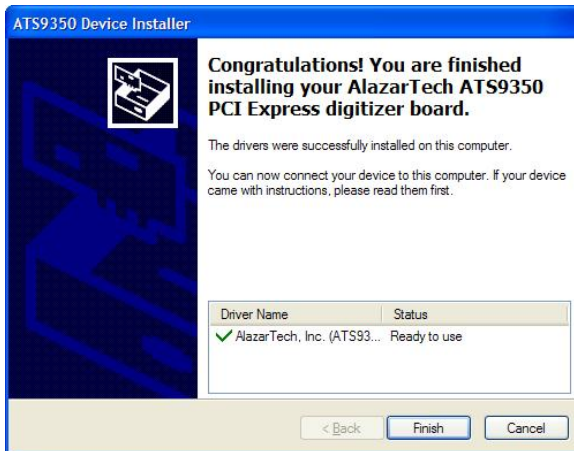 ATS9350 Device Installer
Congratulations! You are finished
installing your AlazarTech ATS9350
PCI Express digitizer board.
The drivers were successfully installed on this computer.
You can now connect your device to this computer. If your device
came with instructions, please read them first.
Driver Name Status
AlazarTech, Inc. (ATS93... Ready to use
< Back Finish Cancel